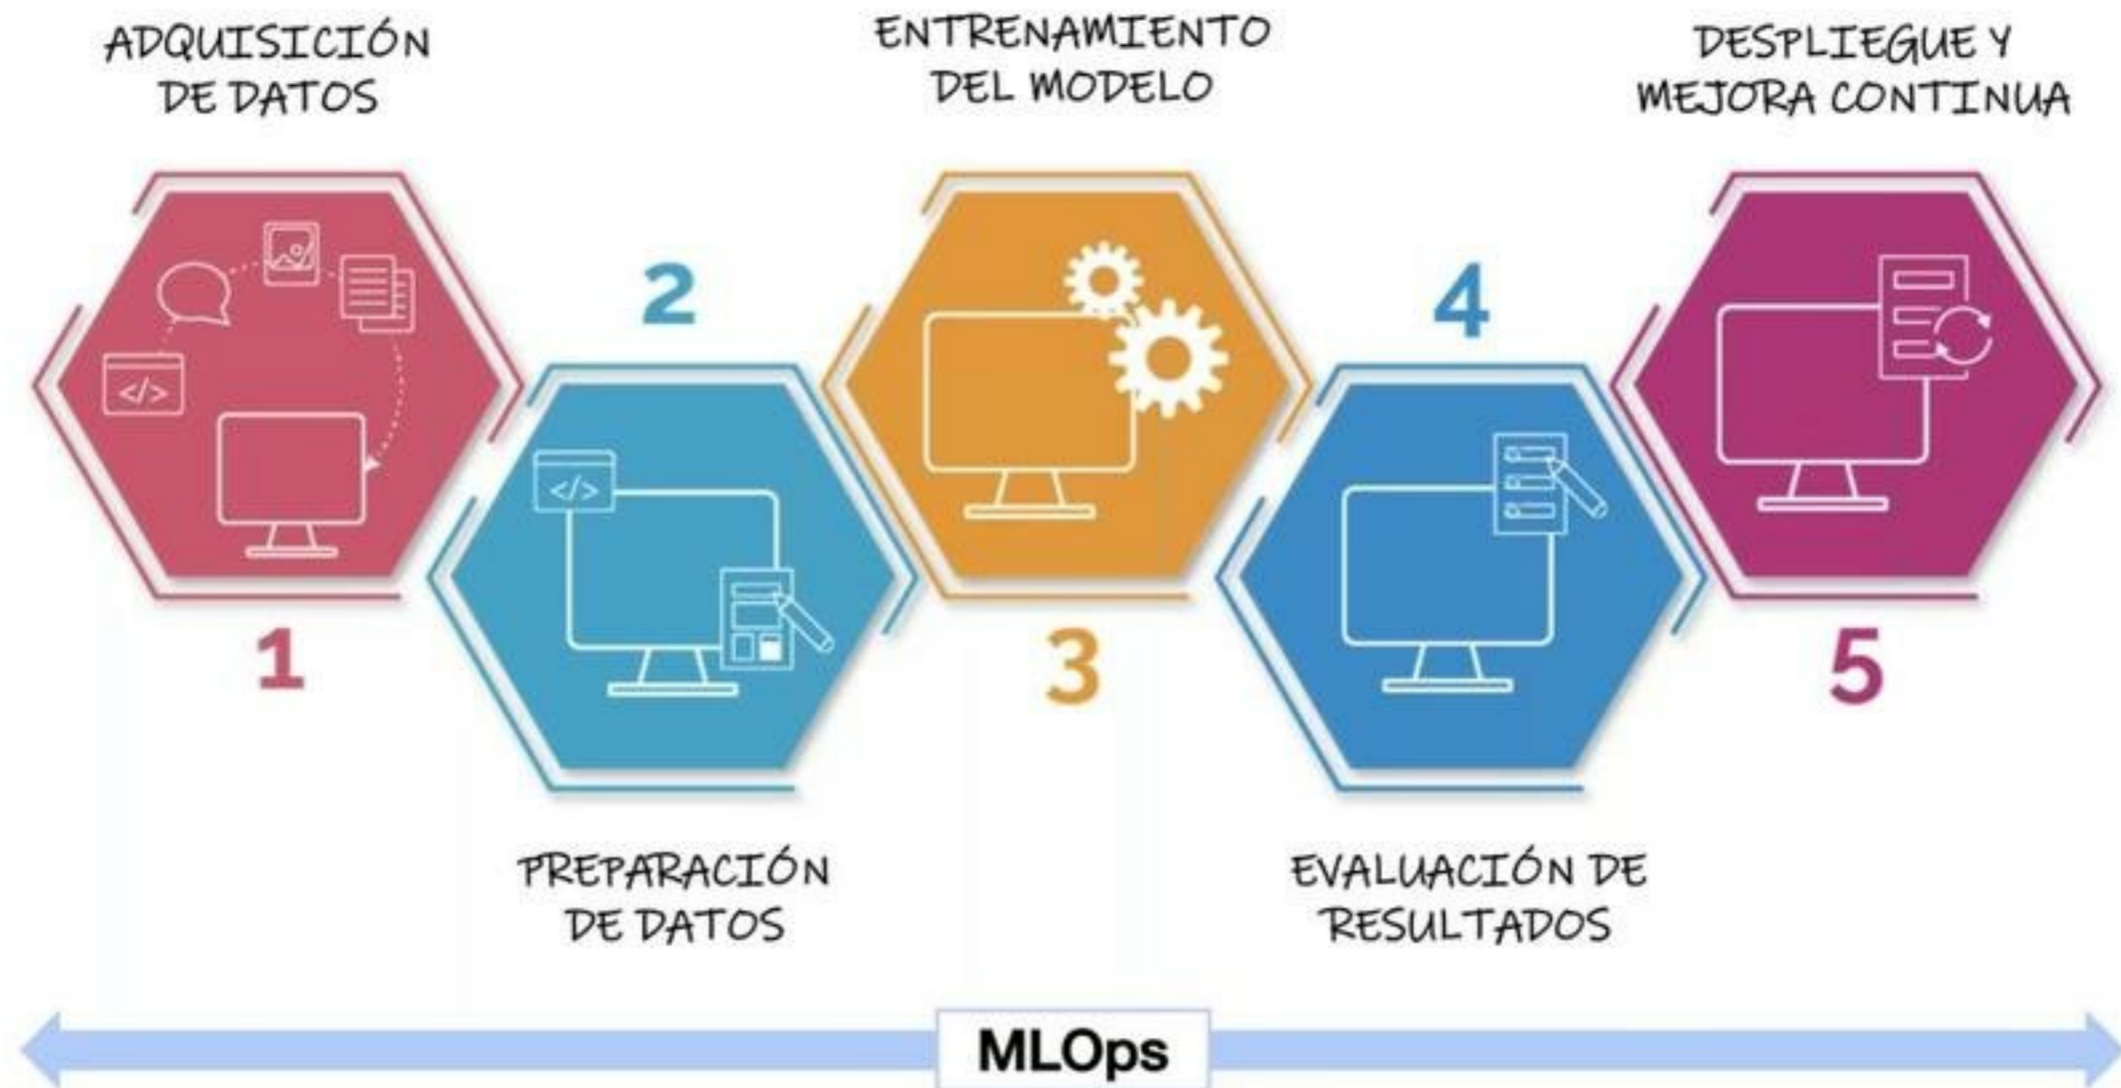 ADQUISICIÓN
DE DATOS
1
2
PREPARACIÓN
DE DATOS
ENTRENAMIENTO
DEL MODELO
3
4
EVALUACIÓN DE
RESULTADOS
DESPLIEGUE Y
MEJORA CONTINUA
5
</>
</>
MLOps